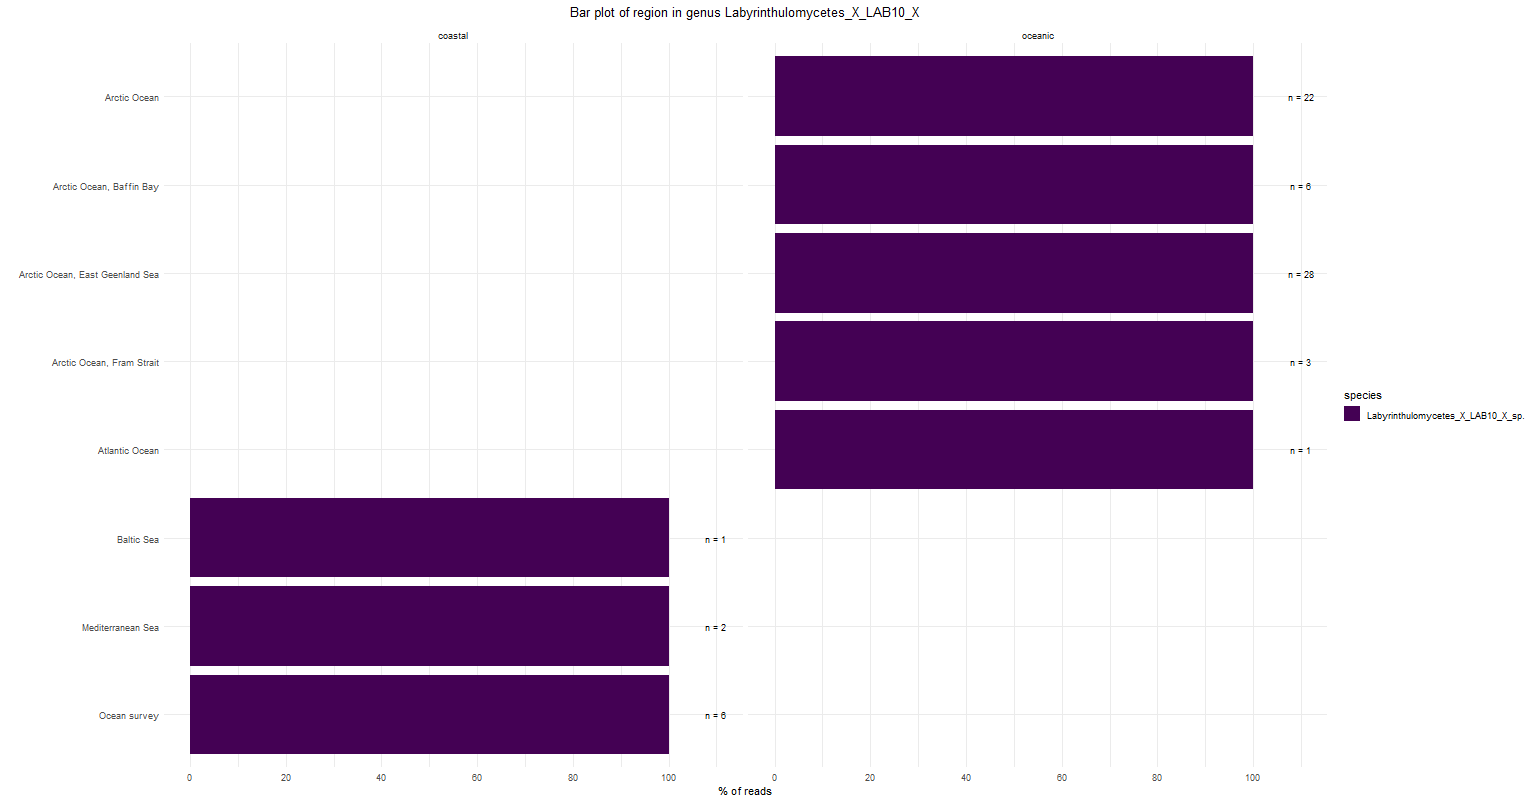 Bar plot of region in genus Labyrinthulomycetes_X_LAB10_X
coastal
oceanic
Arctic Ocean
n = 22
Arctic Ocean, Baffin Bay
n = 6
Arctic Ocean, East Geenland Sea
n = 28
Arctic Ocean, Fram Strait
n = 3
Atlantic Ocean
n = 1
Baltic Sea
n = 1
Mediterranean Sea
n = 2
Ocean survey
n = 6
species
Labyrinthulomycetes_X_LAB10_X_sp.
0 20 40 60 80 100
0 20 40 60 80 100
% of reads